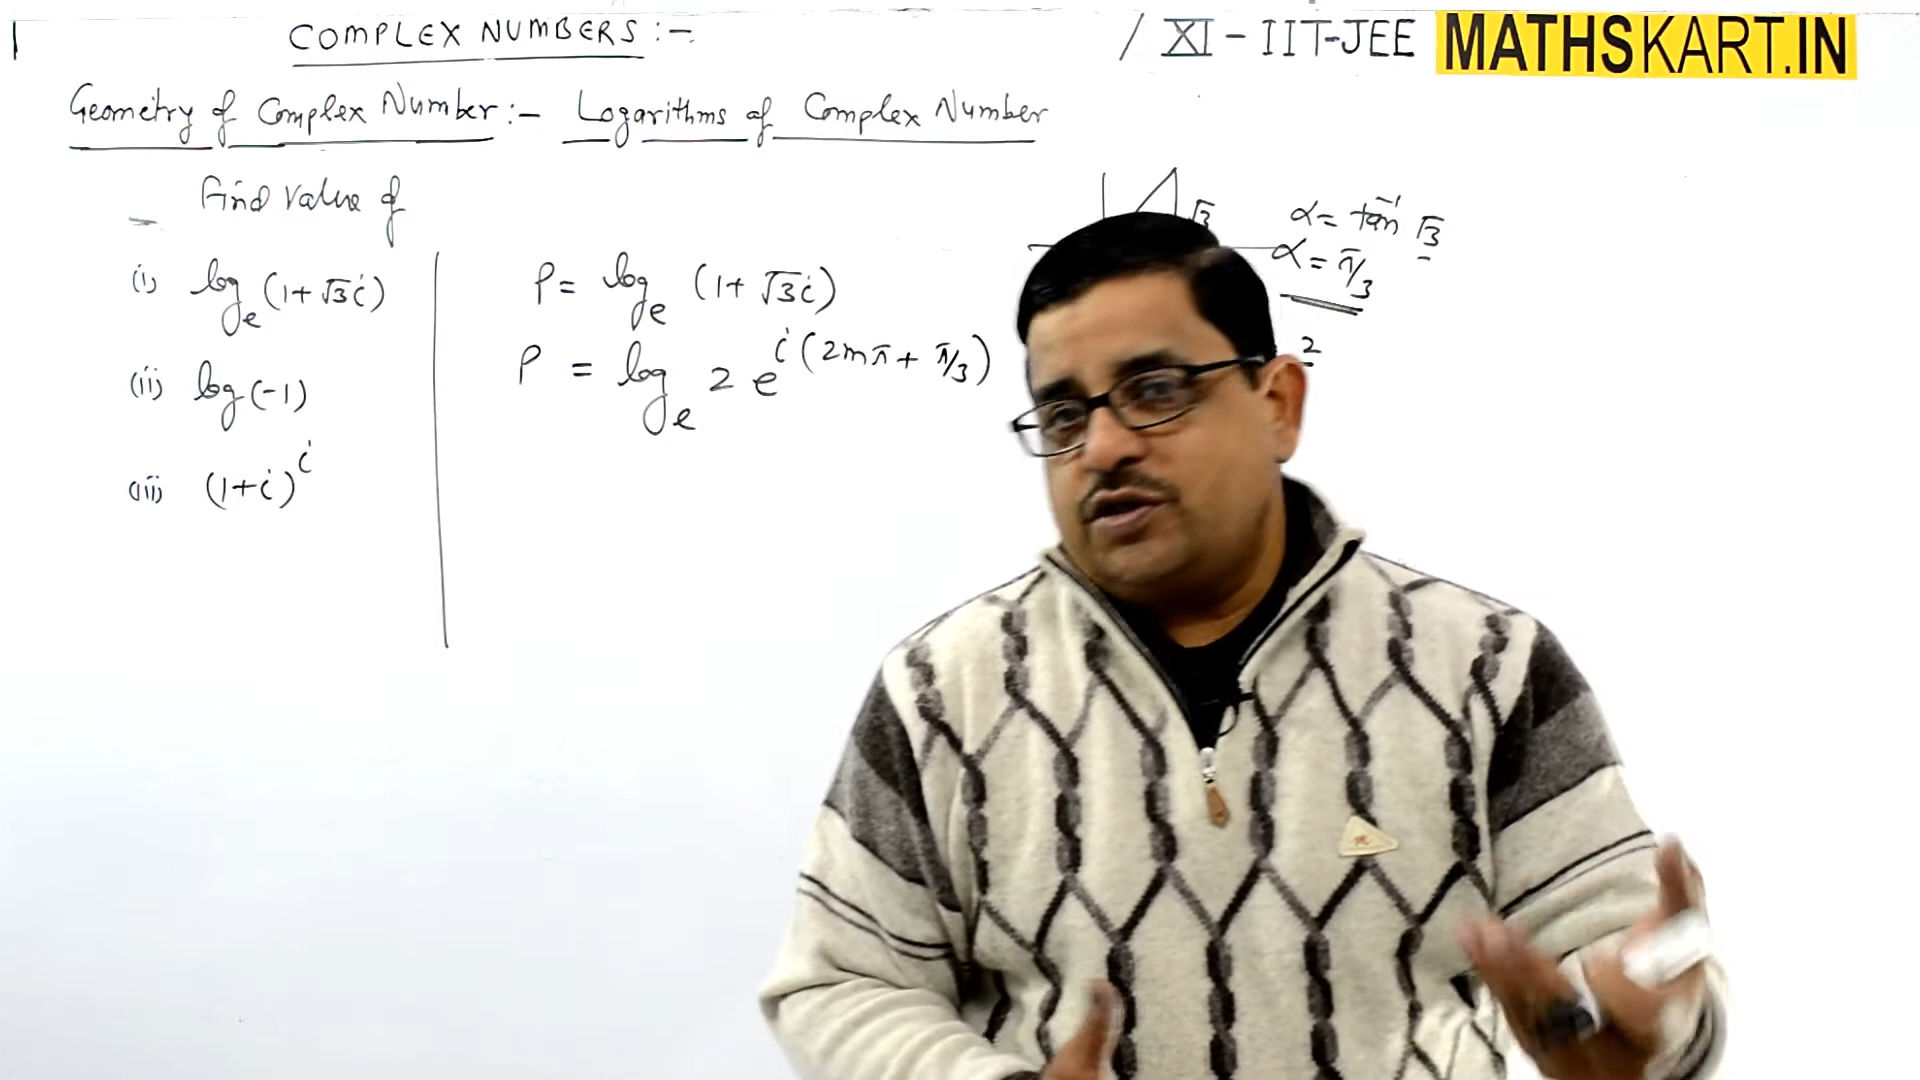 COMPLEX NUMBERS :- / XI - IIT-JEE MATHSKART.IN
Geometry of Complex Number :- Logarithms of Complex Number
find value of
(i) log_e (1 + √3i)
(ii) log (-1)
(iii) (1+i)^i
P = log_e (1 + √3i)
P = log_e 2 e^i(2mπ + π/3)
√3
α = tan⁻¹ √3
α = π/3
2